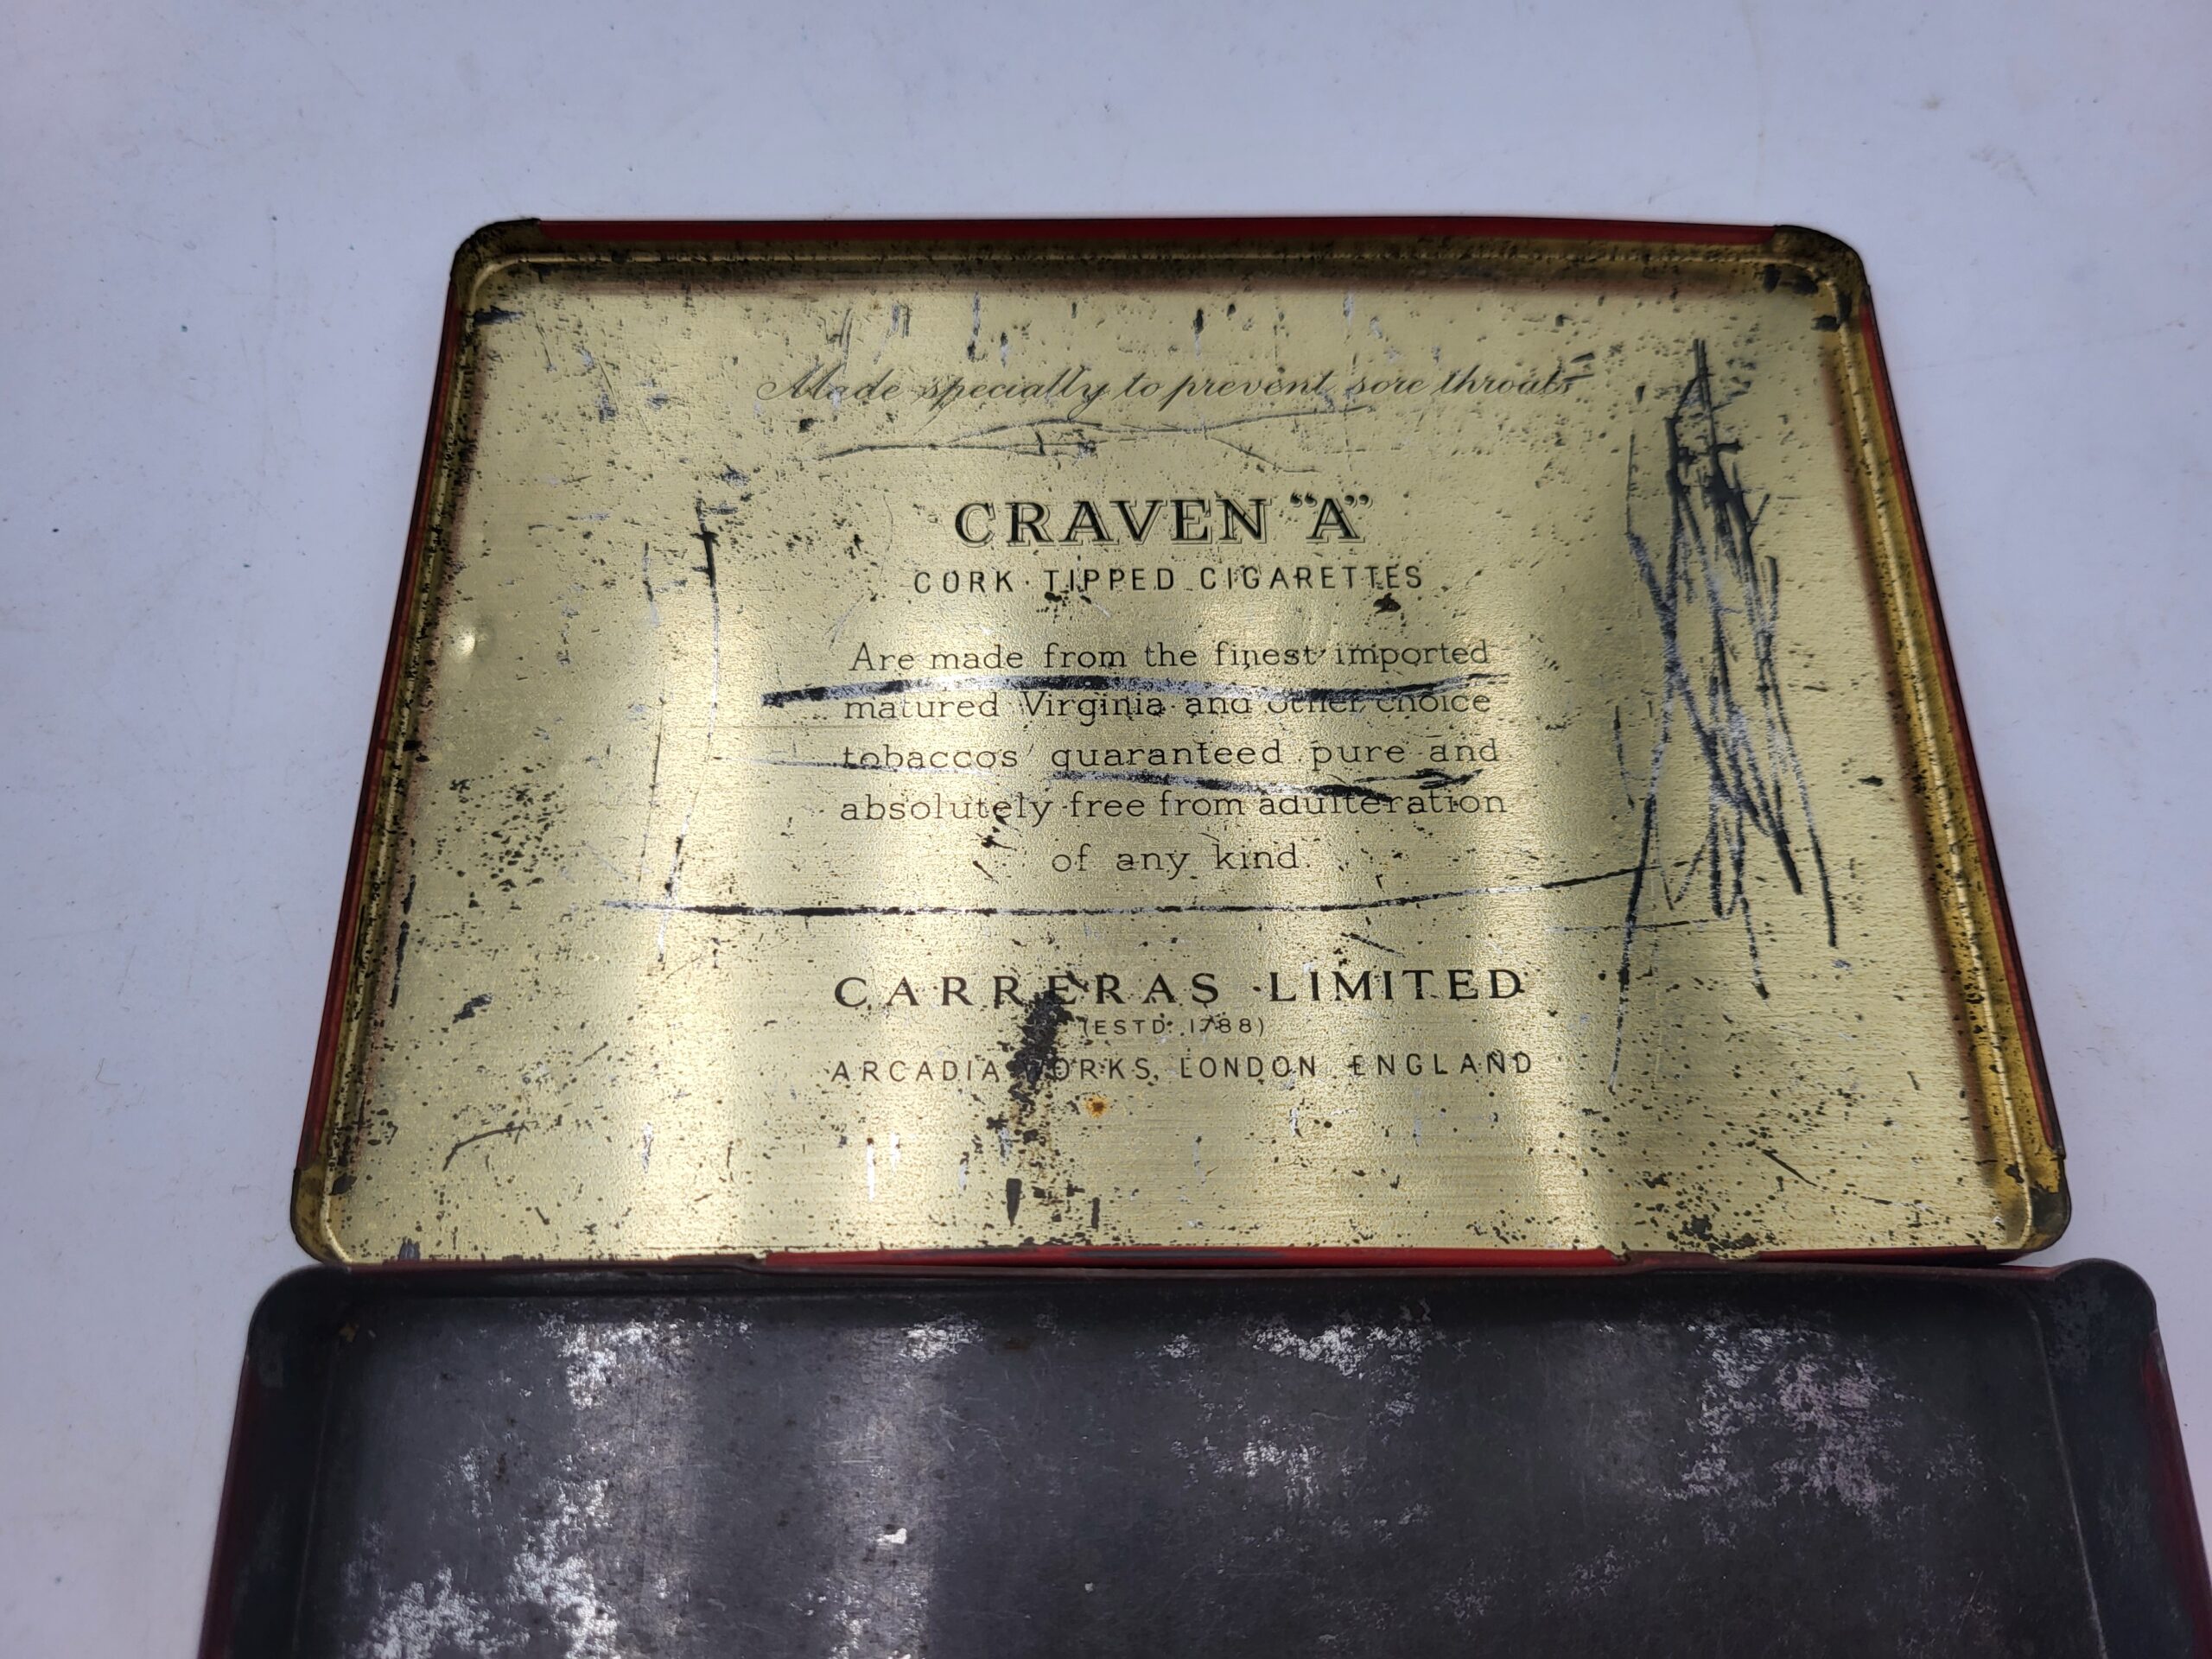 Made specially to prevent sore throats
CRAVEN "A"
CORK TIPPED CIGARETTES
Are made from the finest imported
matured Virginia and other choice
tobaccos guaranteed pure and
absolutely free from adulteration
of any kind.
CARRERAS LIMITED
(ESTD. 1788)
ARCADIA WORKS, LONDON ENGLAND